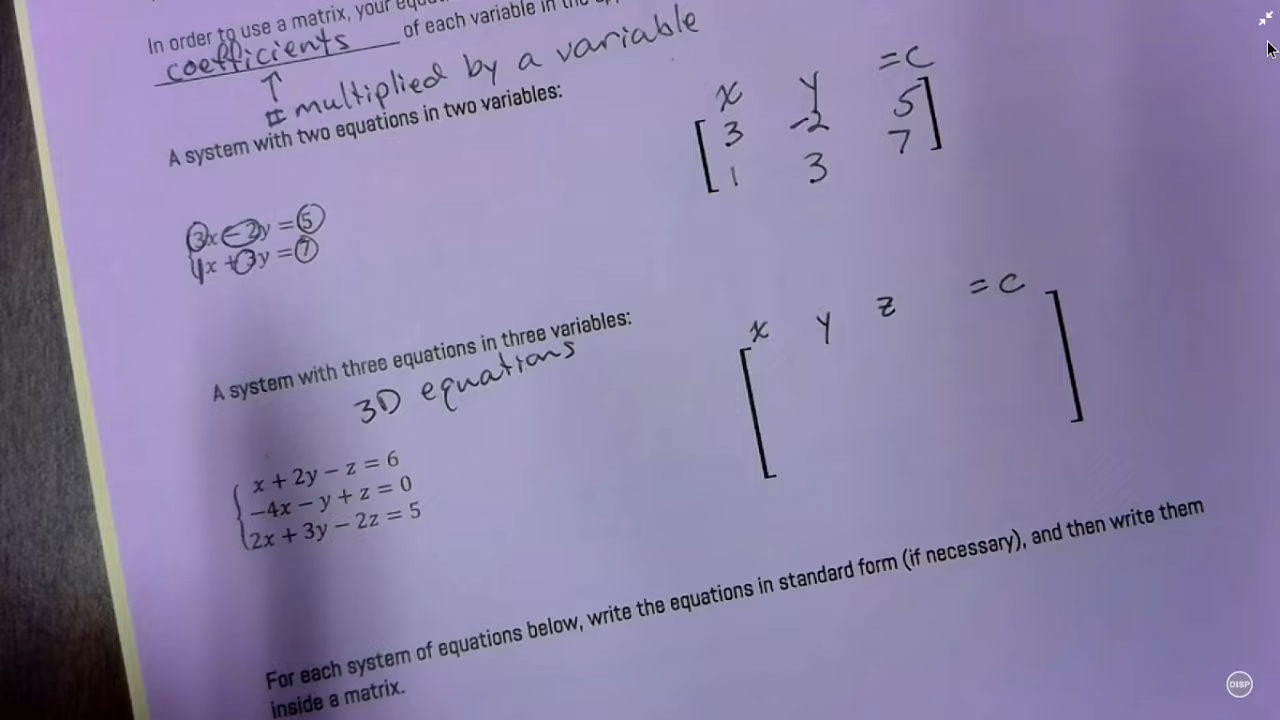 In order to use a matrix, your
coefficients of each variable in the
↑
# multiplied by a variable
A system with two equations in two variables:
x y =c
3 -2 5
1 3 7
3x - 2y = 5
1x + 3y = 7
A system with three equations in three variables:
3D equations
x y z =c
x + 2y − z = 6
−4x − y + z = 0
2x + 3y − 2z = 5
For each system of equations below, write the equations in standard form (if necessary), and then write them
inside a matrix.
DISP